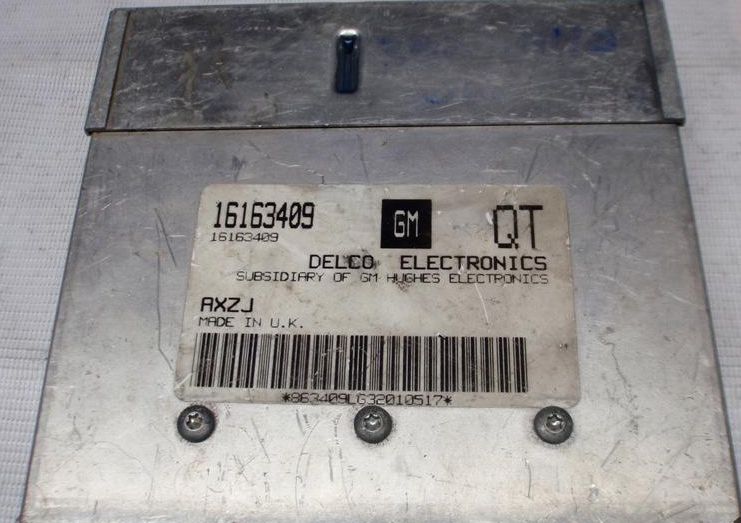 16163409 GM QT
16163409
DELCO ELECTRONICS
SUBSIDIARY OF GM HUGHES ELECTRONICS
AXZJ
MADE IN U.K.
*863409LG32010517*